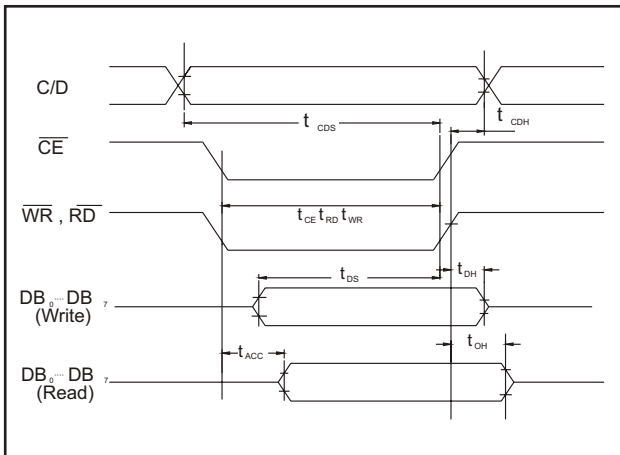 C/D
t CDS
t CDH
CE
WR , RD
t CE t RD t WR
t DS
t DH
DB 0 ···· DB 7
(Write)
t OH
t ACC
DB 0 ···· DB 7
(Read)